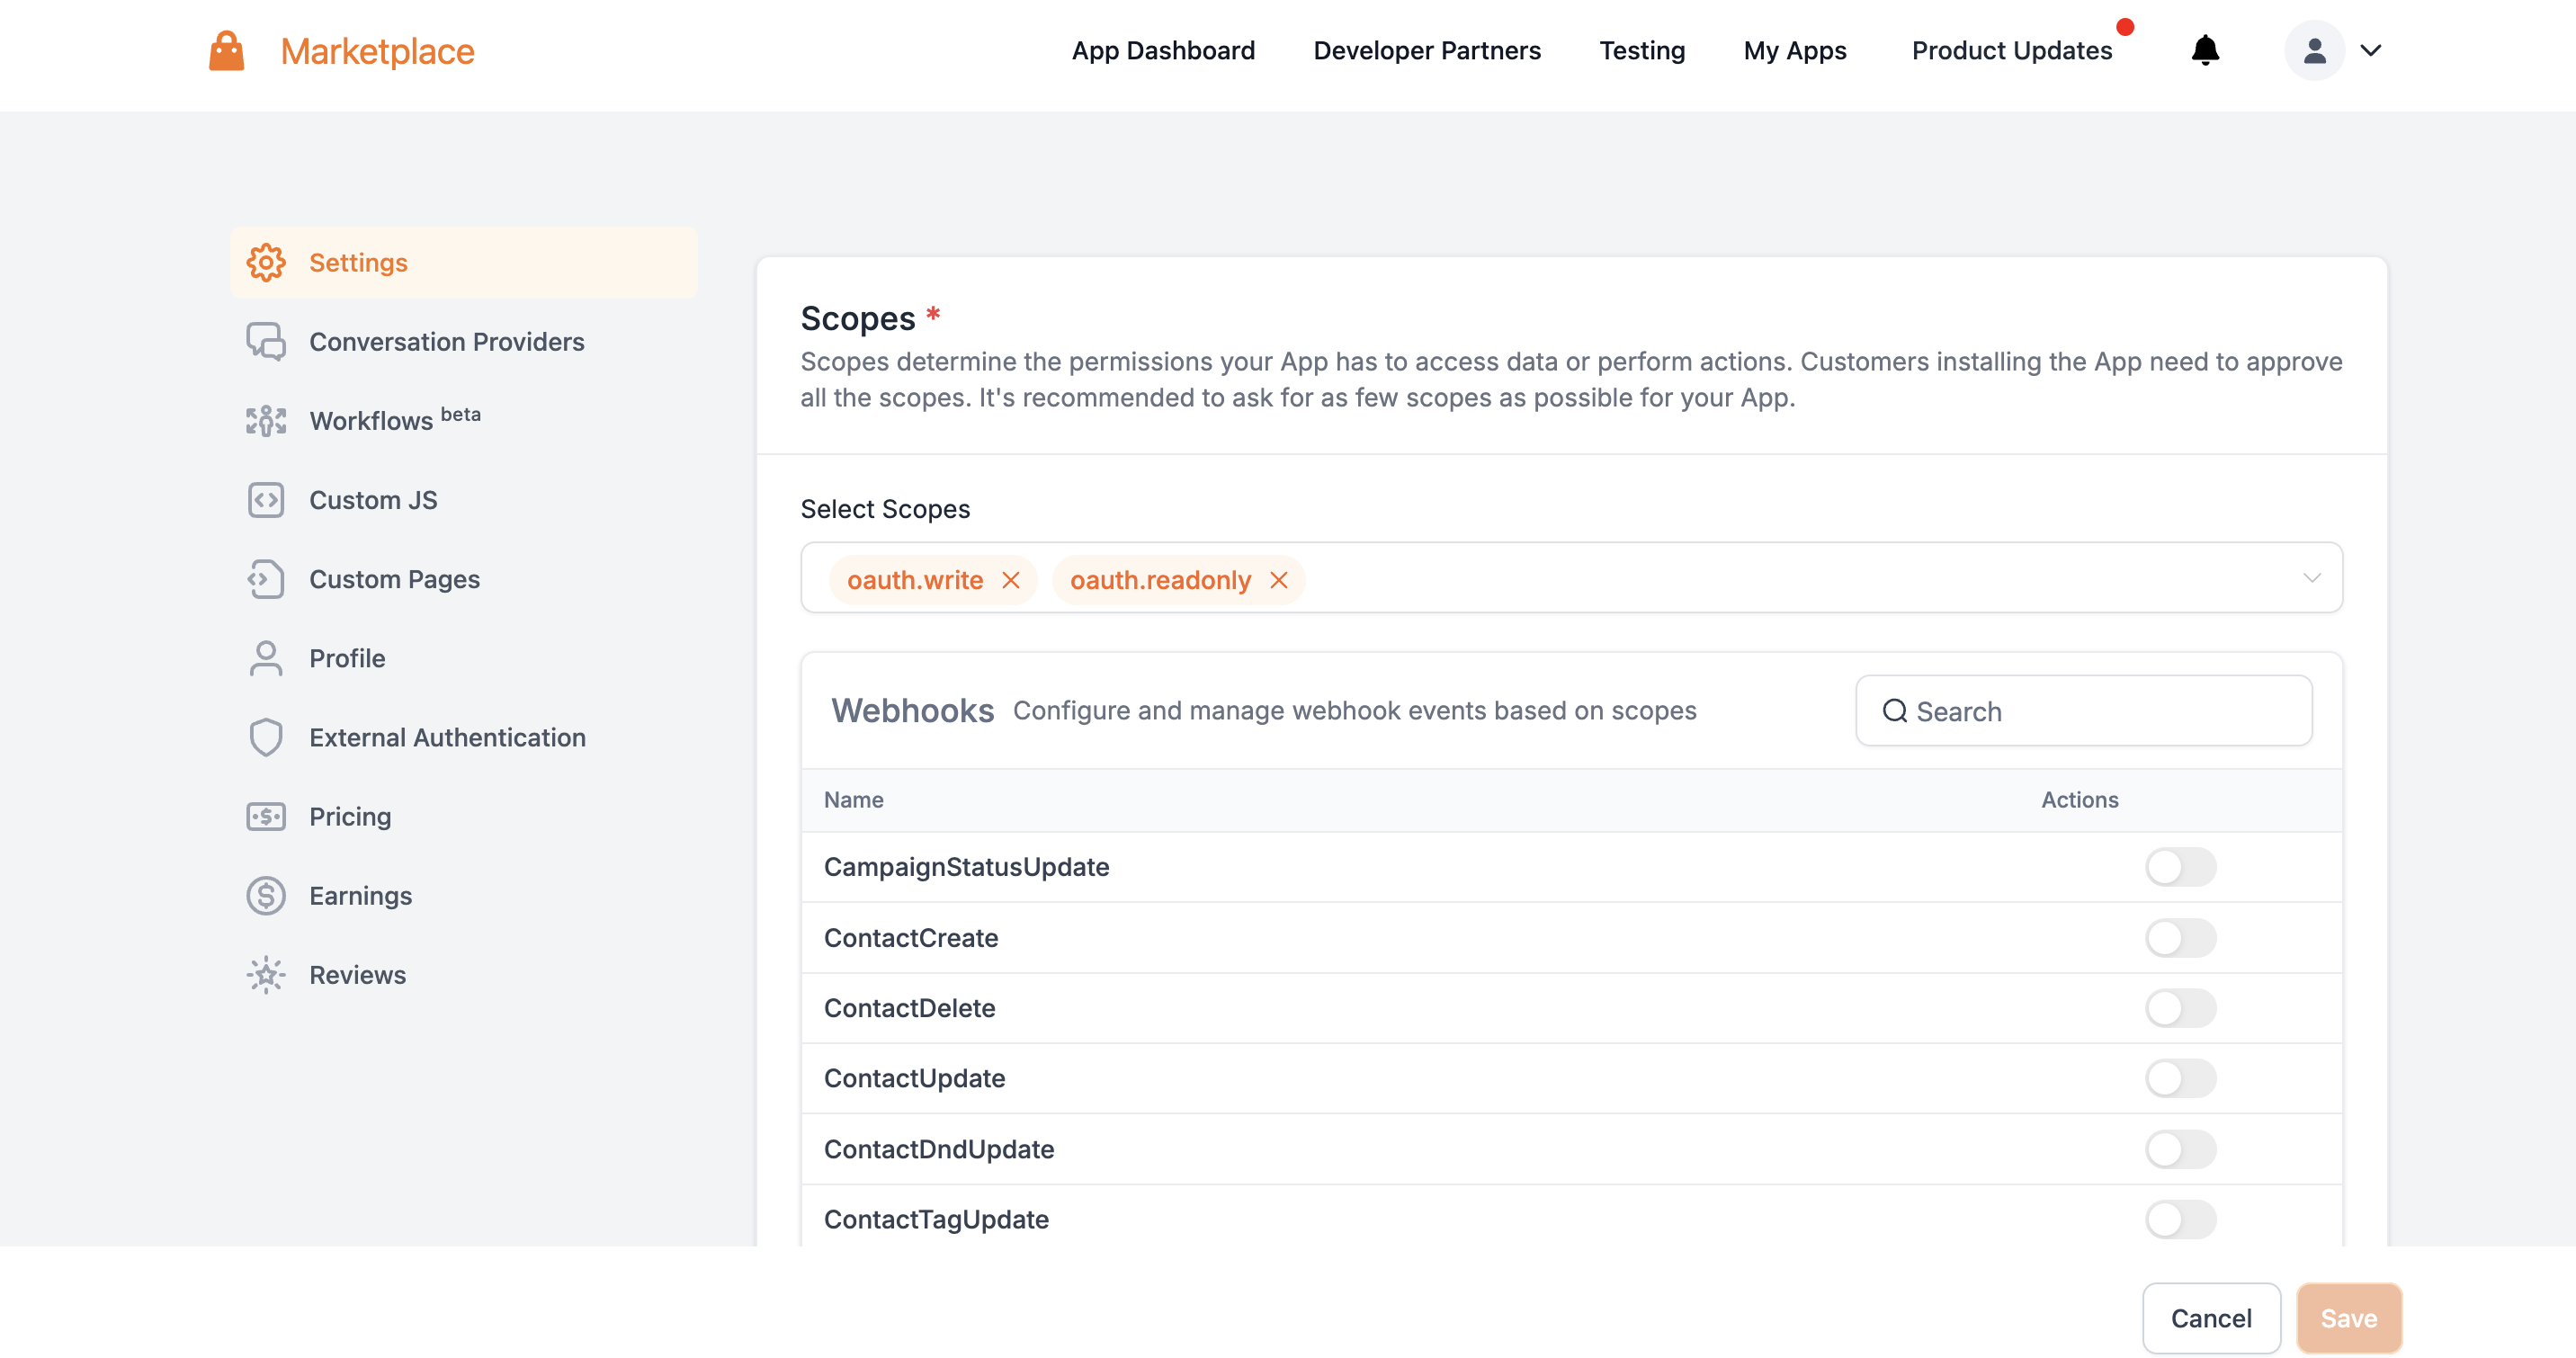 Marketplace
App Dashboard
Developer Partners
Testing
My Apps
Product Updates
Settings
Conversation Providers
Workflows beta
Custom JS
Custom Pages
Profile
External Authentication
Pricing
Earnings
Reviews
Scopes *
Scopes determine the permissions your App has to access data or perform actions. Customers installing the App need to approve
all the scopes. It's recommended to ask for as few scopes as possible for your App.
Select Scopes
oauth.write
oauth.readonly
Webhooks Configure and manage webhook events based on scopes
Search
Name Actions
CampaignStatusUpdate
ContactCreate
ContactDelete
ContactUpdate
ContactDndUpdate
ContactTagUpdate
Cancel
Save